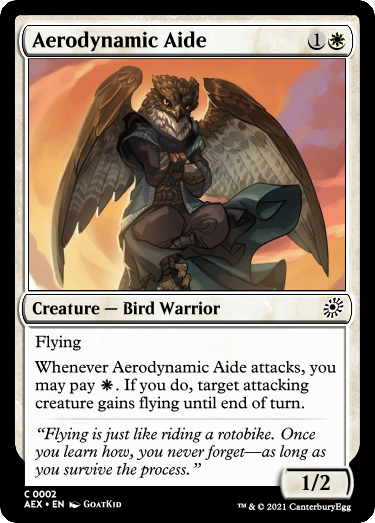 Aerodynamic Aide 1
Creature — Bird Warrior
Flying
Whenever Aerodynamic Aide attacks, you
may pay . If you do, target attacking
creature gains flying until end of turn.
“Flying is just like riding a rotobike. Once
you learn how, you never forget—as long as
you survive the process.”
1/2
C 0002
AEX • EN GoatKid
™ & © 2021 CanterburyEgg